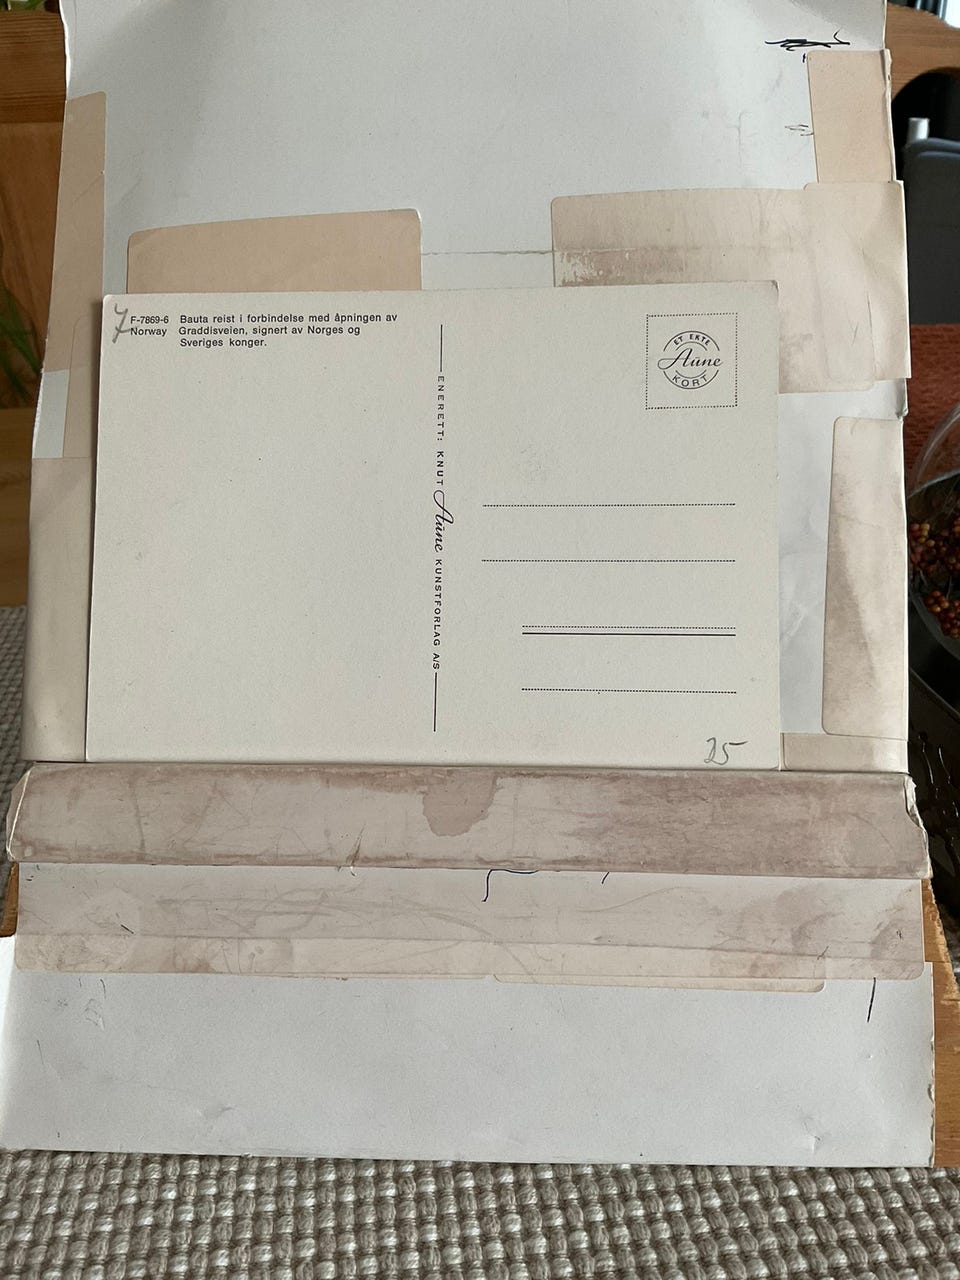 7
F-7869-6 Bauta reist i forbindelse med åpningen av
Norway Graddisveien, signert av Norges og
Sveriges konger.
ET EKTE
Aune
KORT
ENERETT: KNUT Aune KUNSTFORLAG A/S
25